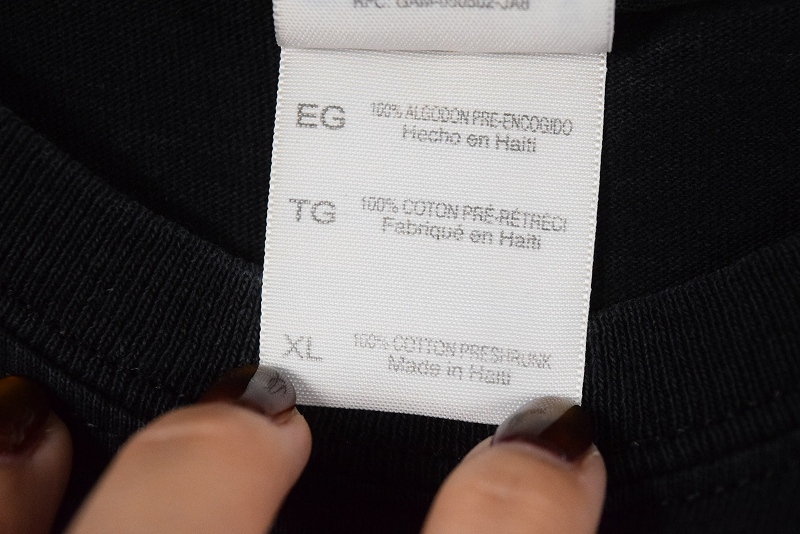 EG 100% ALGODON PRE-ENCOGIDO
Hecho en Haiti
TG 100% COTON PRÉ-RÉTRÉCI
Fabriqué en Haïti
XL 100% COTTON PRESHRUNK
Made in Haiti